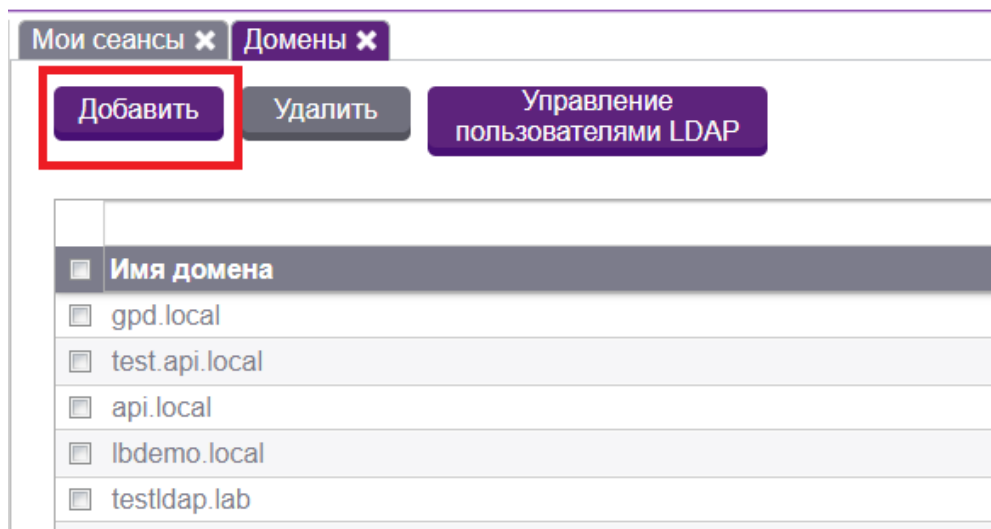 Мои сеансы Домены
Добавить Удалить Управление
пользователями LDAP
Имя домена
gpd.local
test.api.local
api.local
lbdemo.local
testldap.lab